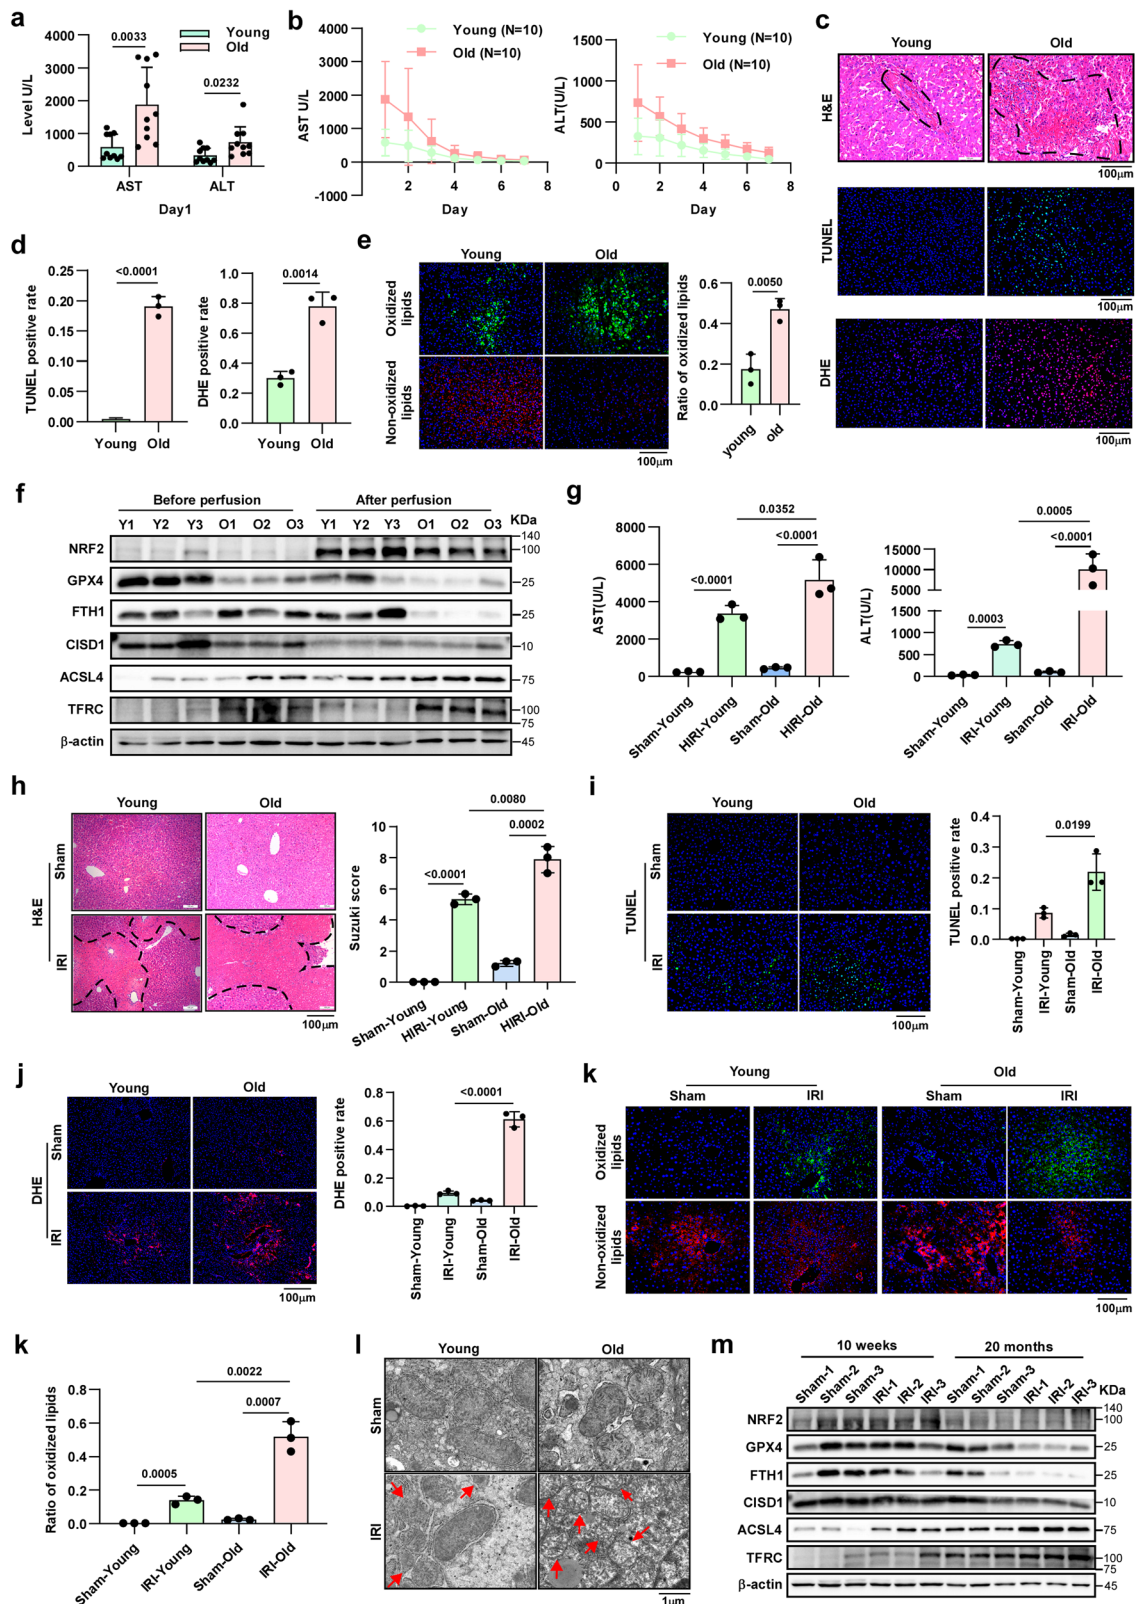 a
0.0033
Young
Old
0.0232
Level U/L
4000
3000
2000
1000
0
AST
ALT
Day1
b
Young (N=10)
Old (N=10)
AST U/L
4000
3000
2000
1000
0
-1000
2
4
6
8
Day
Young (N=10)
Old (N=10)
ALT(U/L)
1500
1000
500
0
0
2
4
6
8
Day
c
Young
Old
H&E
100μm
TUNEL
100μm
DHE
100μm
d
<0.0001
TUNEL positive rate
0.25
0.20
0.15
0.10
0.05
0.00
Young
Old
0.0014
DHE positive rate
1.0
0.8
0.6
0.4
0.2
0.0
Young
Old
e
Young
Old
Oxidized
lipids
Non-oxidized
lipids
100μm
0.0050
Ratio of oxidized lipids
0.6
0.4
0.2
0.0
young
old
f
Before perfusion
After perfusion
Y1 Y2 Y3 O1 O2 O3 Y1 Y2 Y3 O1 O2 O3 KDa
NRF2
140
100
GPX4
25
FTH1
25
CISD1
10
ACSL4
75
TFRC
100
75
β-actin
45
g
0.0352
<0.0001
<0.0001
AST(U/L)
8000
6000
4000
2000
0
Sham-Young
HIRI-Young
Sham-Old
HIRI-Old
0.0005
<0.0001
0.0003
ALT(U/L)
15000
10000
5000
1500
1000
500
0
Sham-Young
IRI-Young
Sham-Old
IRI-Old
h
Young
Old
H&E
Sham
IRI
100μm
0.0080
0.0002
<0.0001
Suzuki score
10
8
6
4
2
0
Sham-Young
HIRI-Young
Sham-Old
HIRI-Old
i
Young
Old
TUNEL
Sham
IRI
100μm
0.0199
TUNEL positive rate
0.4
0.3
0.2
0.1
0.0
Sham-Young
IRI-Young
Sham-Old
IRI-Old
j
Young
Old
DHE
Sham
IRI
100μm
<0.0001
DHE positive rate
0.8
0.6
0.4
0.2
0.0
Sham-Young
IRI-Young
Sham-Old
IRI-Old
k
Young
Old
Sham
IRI
Sham
IRI
Oxidized
lipids
Non-oxidized
lipids
100μm
k
0.0022
0.0007
0.0005
Ratio of oxidized lipids
0.8
0.6
0.4
0.2
0.0
Sham-Young
IRI-Young
Sham-Old
IRI-Old
l
Young
Old
Sham
IRI
1μm
m
10 weeks
20 months
Sham-1 Sham-2 Sham-3 IRI-1 IRI-2 IRI-3 Sham-1 Sham-2 Sham-3 IRI-1 IRI-2 IRI-3 KDa
NRF2
140
100
GPX4
25
FTH1
25
CISD1
10
ACSL4
75
TFRC
100
75
β-actin
45